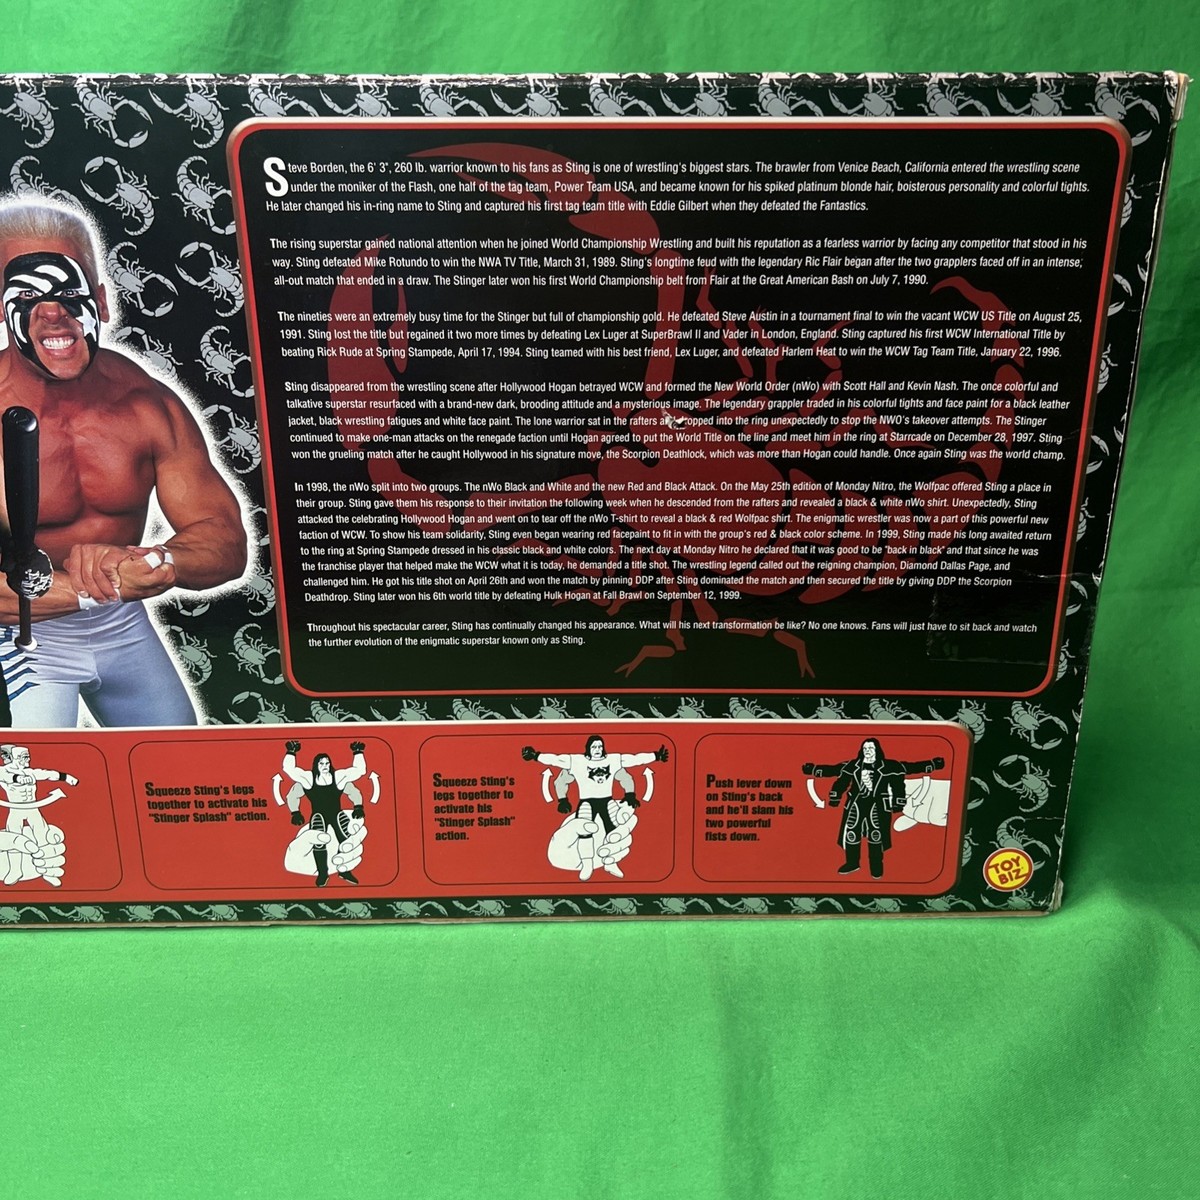 Steve Borden, the 6' 3", 260 lb. warrior known to his fans as Sting is one of wrestling's biggest stars. The brawler from Venice Beach, California entered the wrestling scene
under the moniker of the Flash, one half of the tag team, Power Team USA, and became known for his spiked platinum blonde hair, boisterous personality and colorful tights.
He later changed his in-ring name to Sting and captured his first tag team title with Eddie Gilbert when they defeated the Fantastics.
The rising superstar gained national attention when he joined World Championship Wrestling and built his reputation as a fearless warrior by facing any competitor that stood in his
way. Sting defeated Mike Rotundo to win the NWA TV Title, March 31, 1989. Sting's longtime feud with the legendary Ric Flair began after the two grapplers faced off in an intense,
all-out match that ended in a draw. The Stinger later won his first World Championship belt from Flair at the Great American Bash on July 7, 1990.
The nineties were an extremely busy time for the Stinger but full of championship gold. He defeated Steve Austin in a tournament final to win the vacant WCW US Title on August 25,
1991. Sting lost the title but regained it two more times by defeating Lex Luger at SuperBrawl II and Vader in London, England. Sting captured his first WCW International Title by
beating Rick Rude at Spring Stampede, April 17, 1994. Sting teamed with his best friend, Lex Luger, and defeated Harlem Heat to win the WCW Tag Team Title, January 22, 1996.
Sting disappeared from the wrestling scene after Hollywood Hogan betrayed WCW and formed the New World Order (nWo) with Scott Hall and Kevin Nash. The once colorful and
talkative superstar resurfaced with a brand-new dark, brooding attitude and a mysterious image. The legendary grappler traded in his colorful tights and face paint for a black leather
jacket, black wrestling fatigues and white face paint. The lone warrior sat in the rafters opped into the ring unexpectedly to stop the NWO's takeover attempts. The Stinger
continued to make one-man attacks on the renegade faction until Hogan agreed to put the World Title on the line and meet him in the ring at Starrcade on December 28, 1997. Sting
won the grueling match after he caught Hollywood in his signature move, the Scorpion Deathlock, which was more than Hogan could handle. Once again Sting was the world champ.
In 1998, the nWo split into two groups. The nWo Black and White and the new Red and Black Attack. On the May 25th edition of Monday Nitro, the Wolfpac offered Sting a place in
their group. Sting gave them his response to their invitation the following week when he descended from the rafters and revealed a black & white nWo shirt. Unexpectedly, Sting
attacked the celebrating Hollywood Hogan and went on to tear off the nWo T-shirt to reveal a black & red Wolfpac shirt. The enigmatic wrestler was now a part of this powerful new
faction of WCW. To show his team solidarity, Sting even began wearing red facepaint to fit in with the group's red & black color scheme. In 1999, Sting made his long awaited return
to the ring at Spring Stampede dressed in his classic black and white colors. The next day at Monday Nitro he declared that it was good to be "back in black" and that since he was
the franchise player that helped make the WCW what it is today, he demanded a title shot. The wrestling legend called out the reigning champion, Diamond Dallas Page, and
challenged him. He got his title shot on April 26th and won the match by pinning DDP after Sting dominated the match and then secured the title by giving DDP the Scorpion
Deathdrop. Sting later won his 6th world title by defeating Hulk Hogan at Fall Brawl on September 12, 1999.
Throughout his spectacular career, Sting has continually changed his appearance. What will his next transformation be like? No one knows. Fans will just have to sit back and watch
the further evolution of the enigmatic superstar known only as Sting.
Squeeze Sting's legs
together to activate his
"Stinger Splash" action.
Squeeze Sting's
legs together to
activate his
"Stinger Splash"
action.
Push lever down
on Sting's back
and he'll slam his
two powerful
fists down.
TOY
BIZ